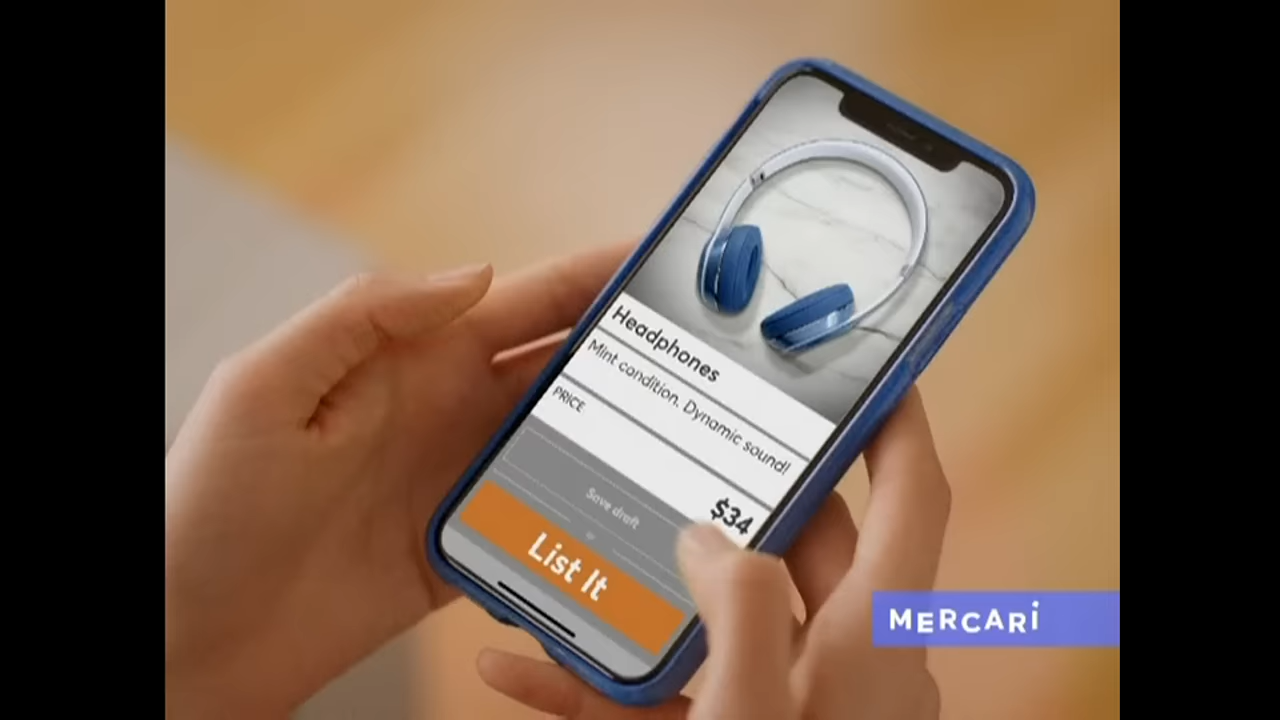 Headphones
Mint condition. Dynamic sound!
PRICE
$34
Save draft
List It
MERCARI